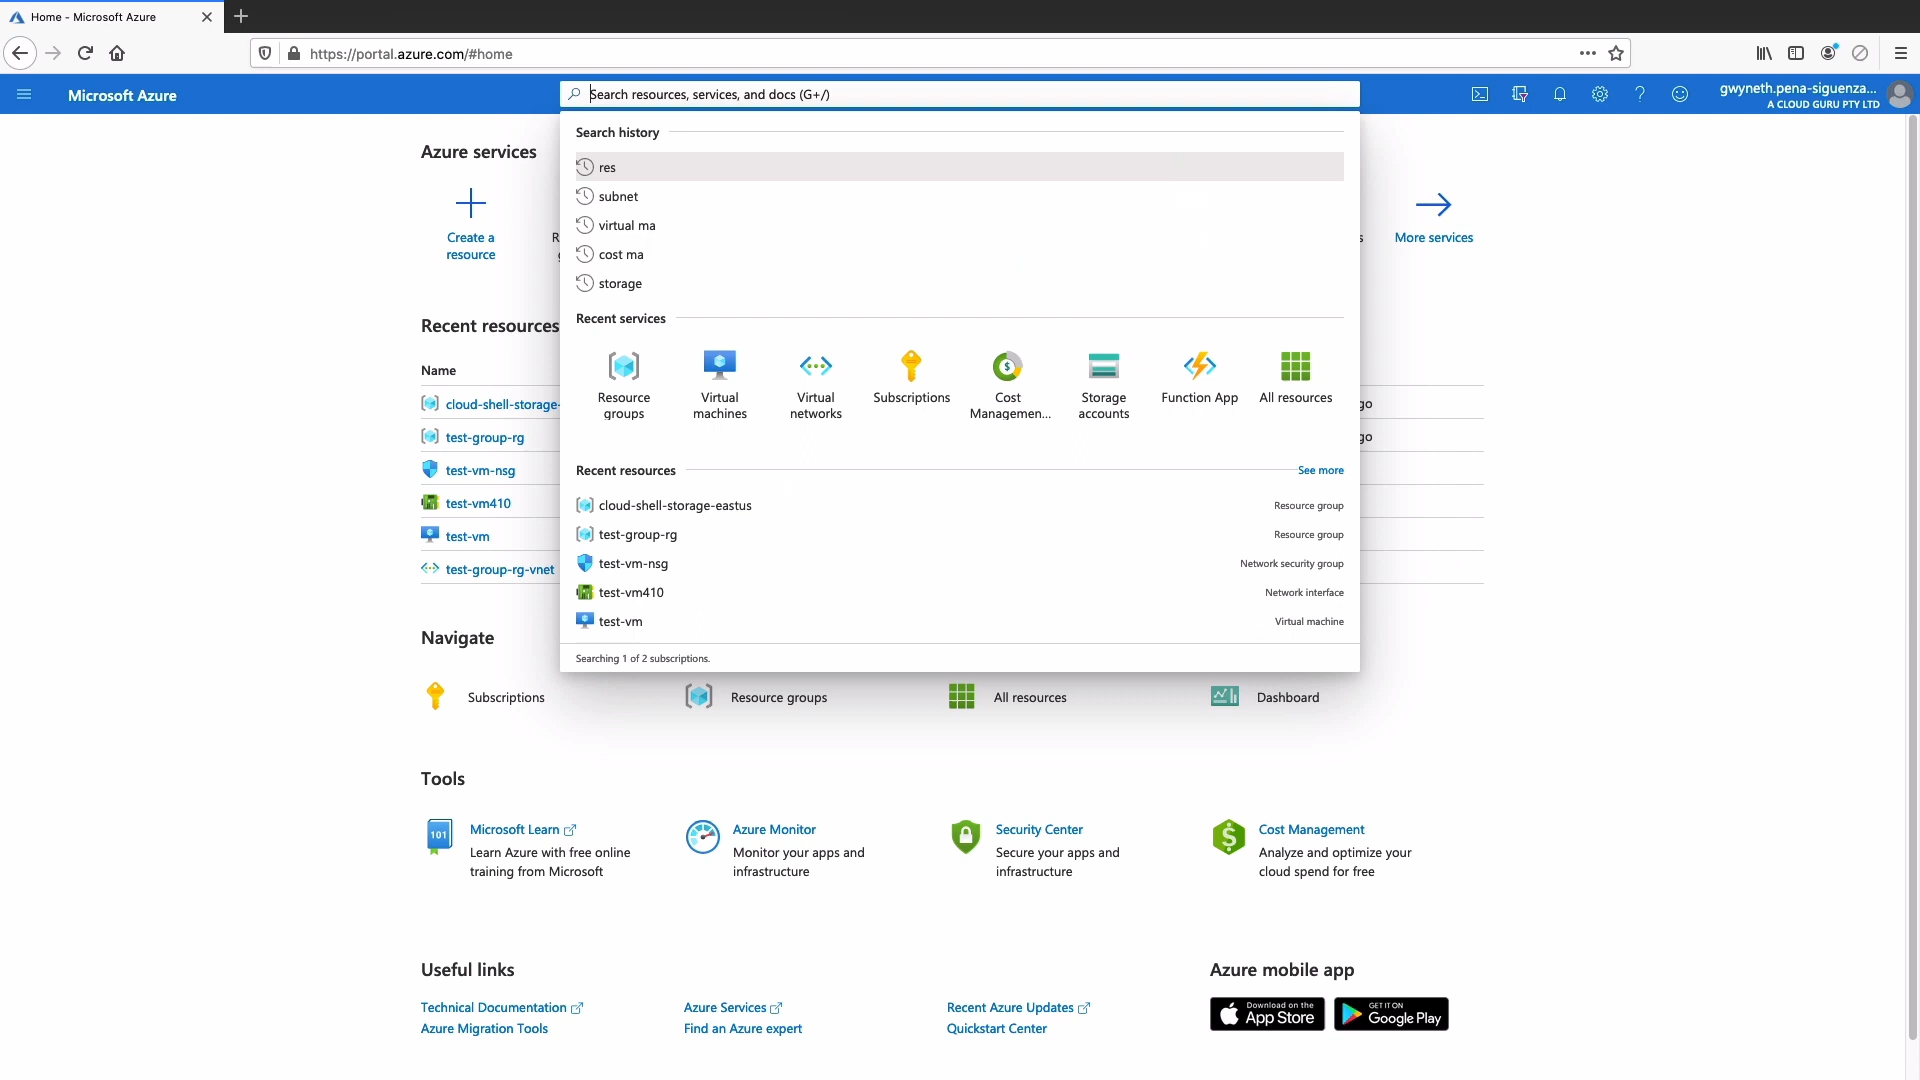 Home - Microsoft Azure
https://portal.azure.com/#home
Microsoft Azure
Search resources, services, and docs (G+/)
gwyneth.pena-siguenza...
A CLOUD GURU PTY LTD
Search history
res
subnet
virtual ma
cost ma
storage
Recent services
Resource groups
Virtual machines
Virtual networks
Subscriptions
Cost Managemen...
Storage accounts
Function App
All resources
Recent resources
See more
cloud-shell-storage-eastus
Resource group
test-group-rg
Resource group
test-vm-nsg
Network security group
test-vm410
Network interface
test-vm
Virtual machine
Searching 1 of 2 subscriptions.
Azure services
Create a
resource
More services
Recent resources
Name
cloud-shell-storage-
test-group-rg
test-vm-nsg
test-vm410
test-vm
test-group-rg-vnet
go
go
Navigate
Subscriptions
Resource groups
All resources
Dashboard
Tools
101
Microsoft Learn
Learn Azure with free online
training from Microsoft
Azure Monitor
Monitor your apps and
infrastructure
Security Center
Secure your apps and
infrastructure
Cost Management
Analyze and optimize your
cloud spend for free
Useful links
Technical Documentation
Azure Services
Recent Azure Updates
Azure Migration Tools
Find an Azure expert
Quickstart Center
Azure mobile app
Download on the
App Store
GET IT ON
Google Play